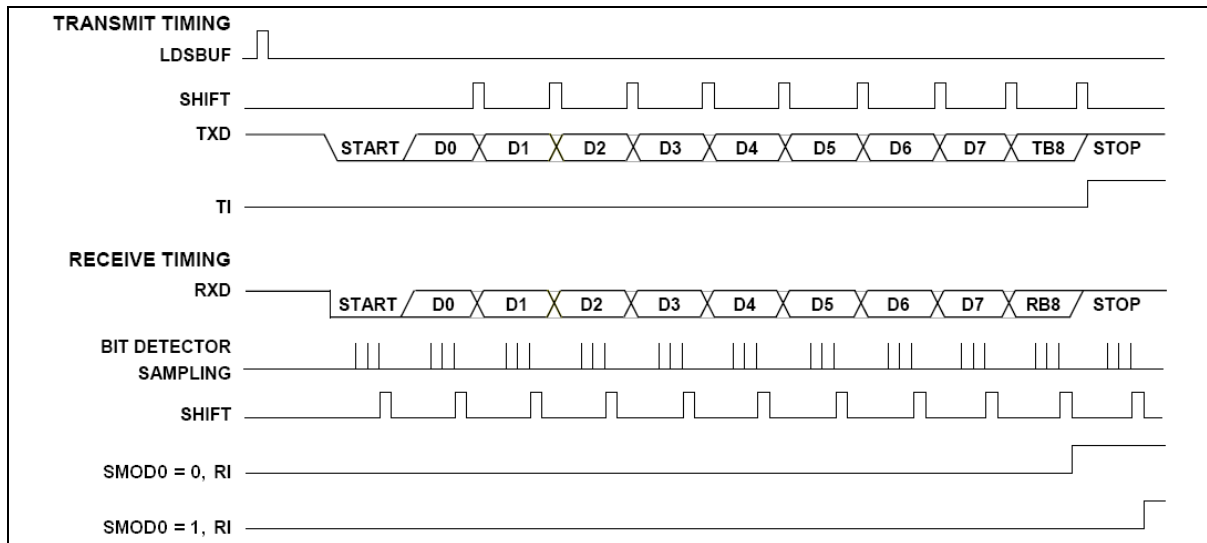 TRANSMIT TIMING
LDSBUF
SHIFT
TXD START D0 D1 D2 D3 D4 D5 D6 D7 TB8 STOP
TI
RECEIVE TIMING
RXD START D0 D1 D2 D3 D4 D5 D6 D7 RB8 STOP
BIT DETECTOR
SAMPLING
SHIFT
SMOD0 = 0, RI
SMOD0 = 1, RI